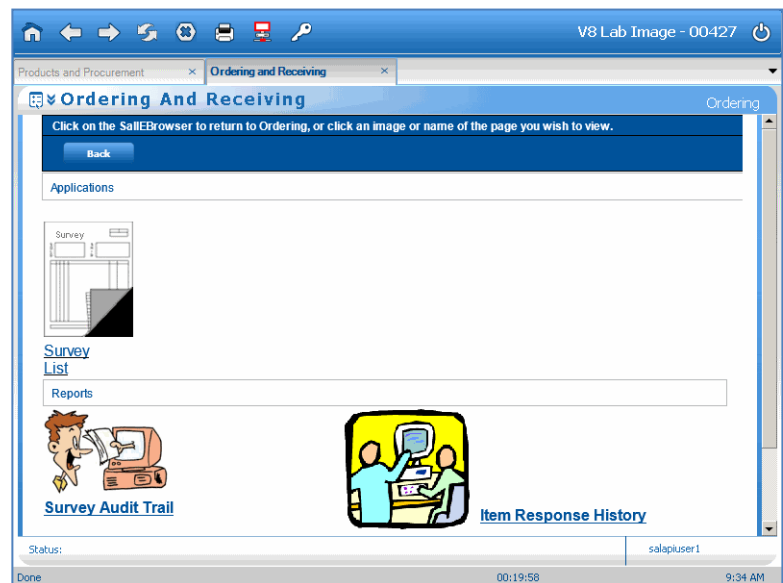 V8 Lab Image - 00427
Products and Procurement × Ordering and Receiving ×
Ordering And Receiving
Ordering
Click on the SallEBrowser to return to Ordering, or click an image or name of the page you wish to view.
Back
Applications
Survey
Survey
List
Reports
Survey Audit Trail
Item Response History
Status:
salapiuser1
Done 00:19:58 9:34 AM